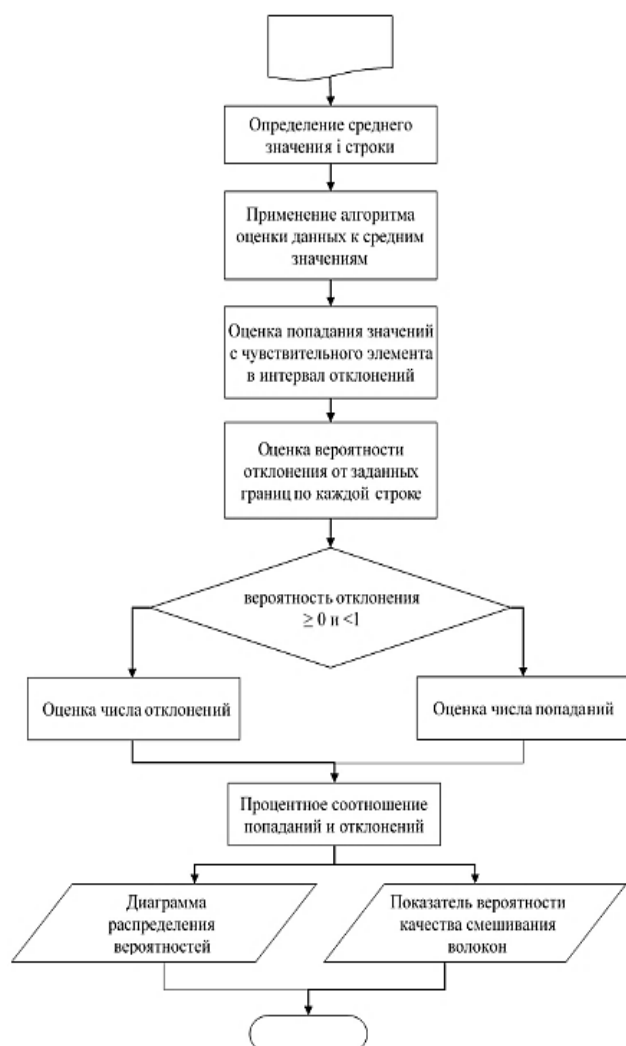 Определение среднего
значения i строки
Применение алгоритма
оценки данных к средним
значениям
Оценка попадания значений
с чувствительного элемента
в интервал отклонений
Оценка вероятности
отклонения от заданных
границ по каждой строке
вероятность отклонения
≥ 0 и <1
Оценка числа отклонений
Оценка числа попаданий
Процентное соотношение
попаданий и отклонений
Диаграмма
распределения
вероятностей
Показатель вероятности
качества смешивания
волокон